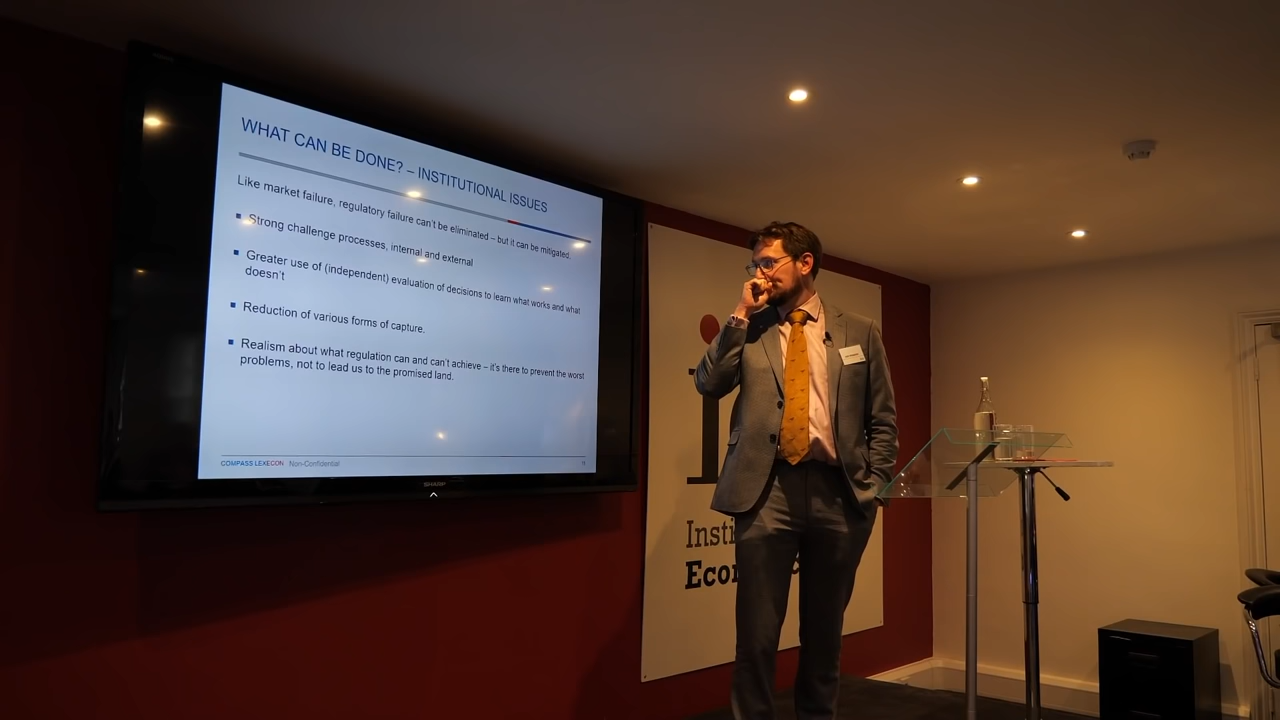 WHAT CAN BE DONE? – INSTITUTIONAL ISSUES
Like market failure, regulatory failure can't be eliminated – but it can be mitigated.
Strong challenge processes, internal and external
Greater use of (independent) evaluation of decisions to learn what works and what
doesn't
Reduction of various forms of capture.
Realism about what regulation can and can't achieve – it's there to prevent the worst
problems, not to lead us to the promised land.
COMPASS LEXECON Non-Confidential
SHARP
i
Insti
Econ